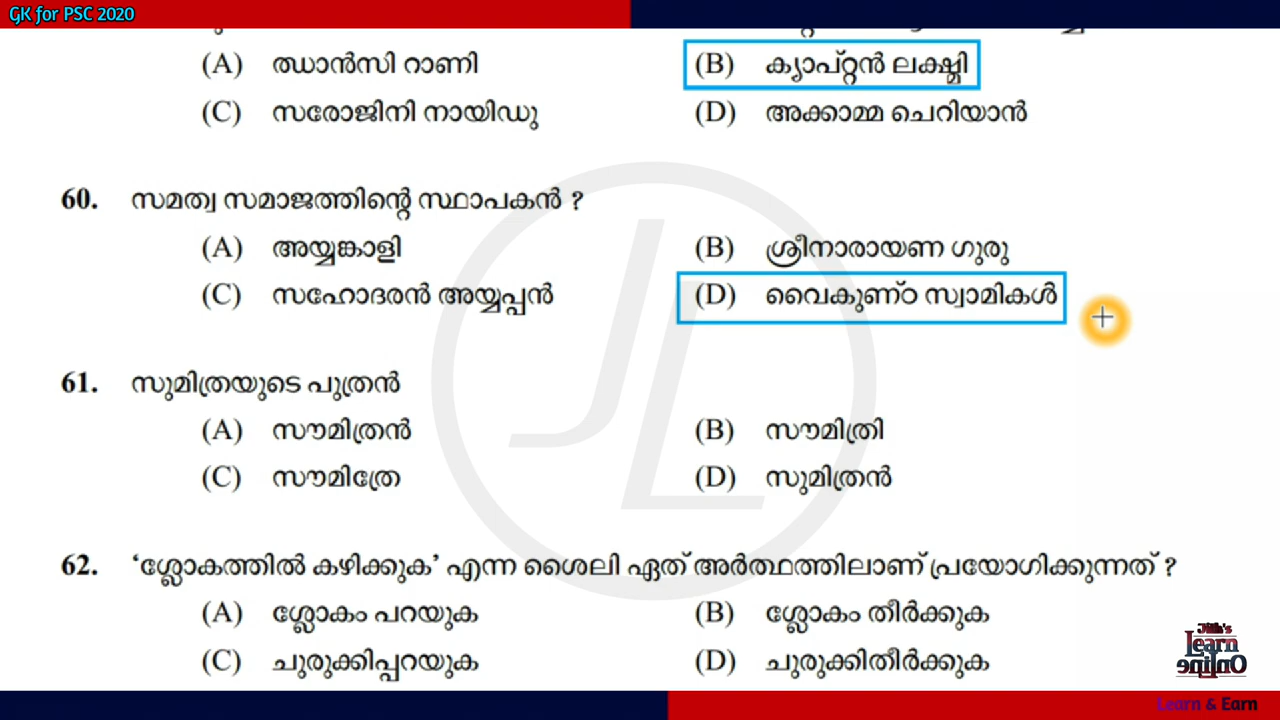 GK for PSC 2020
(A) ഝാൻസി റാണി (B) ക്യാപ്റ്റൻ ലക്ഷ്മി
(C) സരോജിനി നായിഡു (D) അക്കാമ്മ ചെറിയാൻ
60. സമത്വ സമാജത്തിന്റെ സ്ഥാപകൻ ?
(A) അയ്യങ്കാളി (B) ശ്രീനാരായണ ഗുരു
(C) സഹോദരൻ അയ്യപ്പൻ (D) വൈകുണ്ഠ സ്വാമികൾ
61. സുമിത്രയുടെ പുത്രൻ
(A) സൗമിത്രൻ (B) സൗമിത്രി
(C) സൗമിത്രേ (D) സുമിത്രൻ
62. ‘ശ്ലോകത്തിൽ കഴിക്കുക’ എന്ന ശൈലി ഏത് അർത്ഥത്തിലാണ് പ്രയോഗിക്കുന്നത് ?
(A) ശ്ലോകം പറയുക (B) ശ്ലോകം തീർക്കുക
(C) ചുരുക്കിപ്പറയുക (D) ചുരുക്കിതീർക്കുക
JL
Jith's
Learn
Online
Learn & Earn